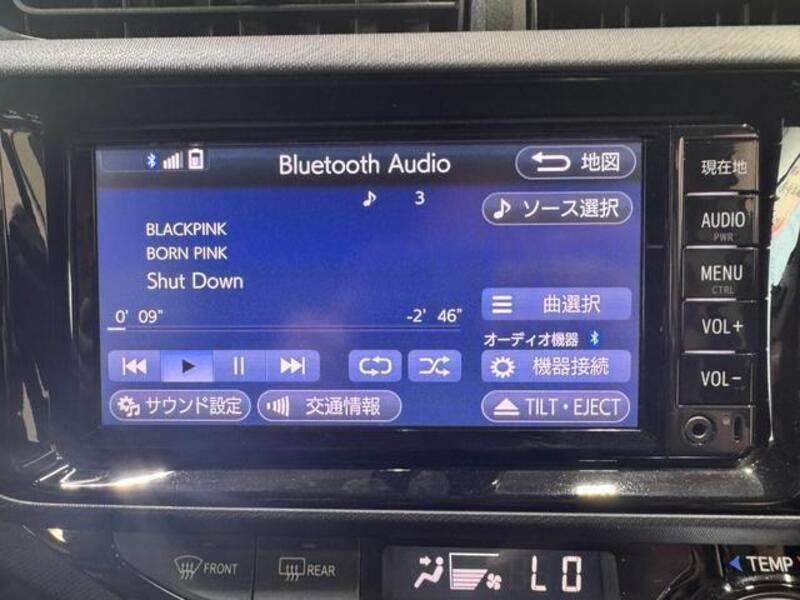 Bluetooth Audio
地図
3
ソース選択
BLACKPINK
BORN PINK
Shut Down
0' 09"
-2' 46"
曲選択
オーディオ機器
機器接続
サウンド設定
交通情報
TILT・EJECT
現在地
AUDIO
PWR
MENU
CTRL
VOL+
VOL-
FRONT
REAR
LO
TEMP